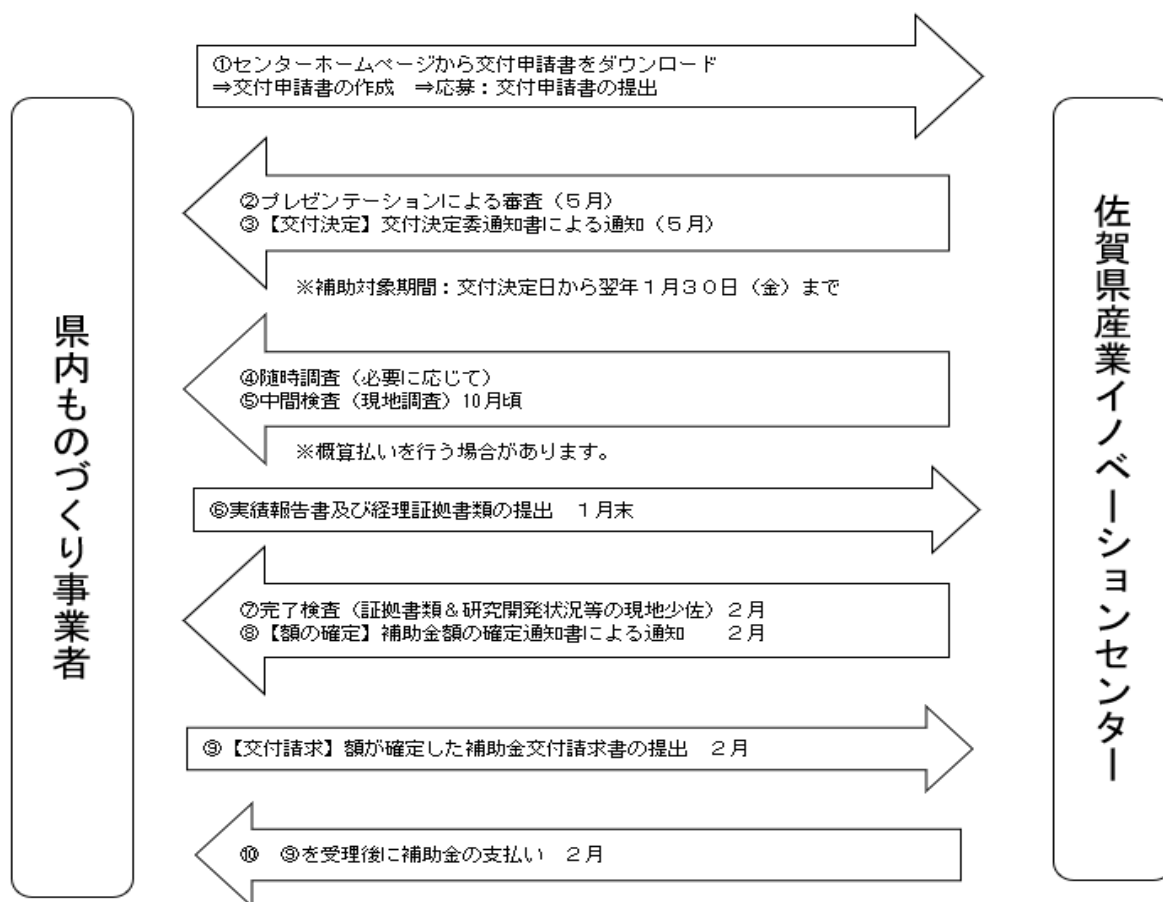 ①センターホームページから交付申請書をダウンロード
⇒交付申請書の作成　⇒応募：交付申請書の提出
②プレゼンテーションによる審査（５月）
③【交付決定】交付決定委通知書による通知（５月）
※補助対象期間：交付決定日から翌年１月３０日（金）まで
④随時調査（必要に応じて）
⑤中間検査（現地調査）10月頃
※概算払いを行う場合があります。
⑥実績報告書及び経理証拠書類の提出　１月末
⑦完了検査（証拠書類＆研究開発状況等の現地少佐）２月
⑧【額の確定】補助金額の確定通知書による通知　　２月
⑨【交付請求】額が確定した補助金交付請求書の提出　２月
⑩　⑨を受理後に補助金の支払い　２月
県内ものづくり事業者
佐賀県産業イノベーションセンター